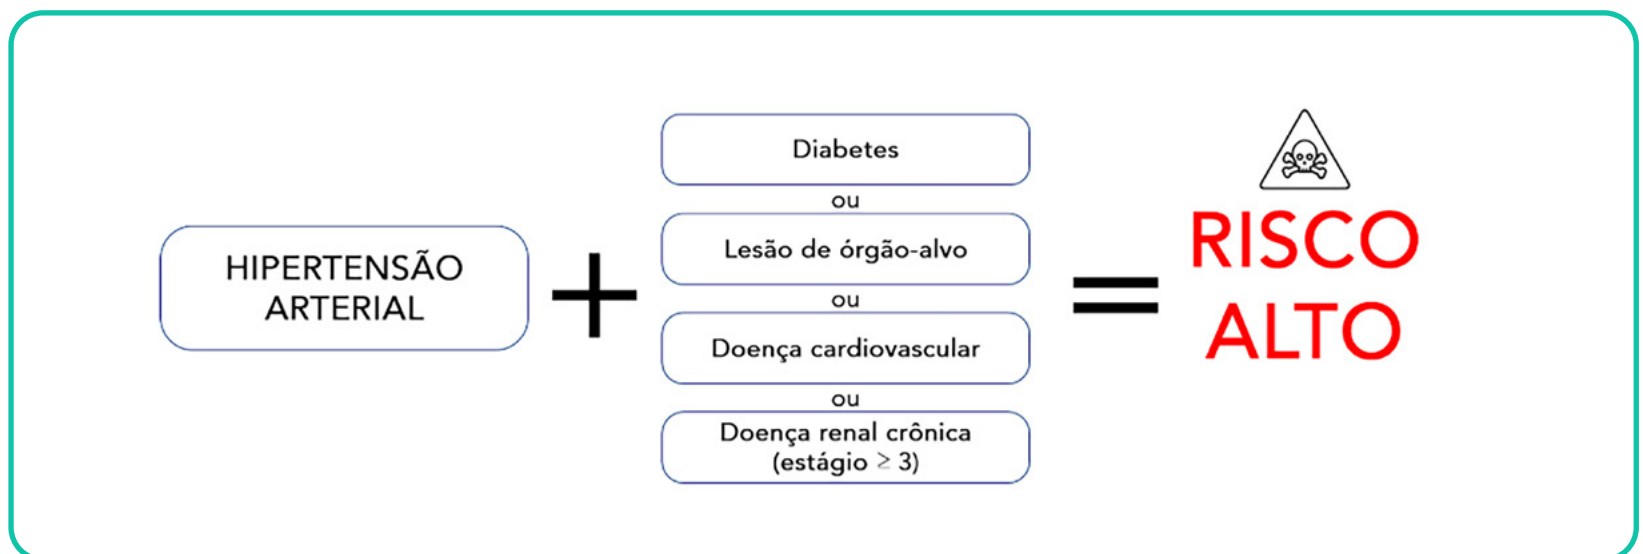 HIPERTENSÃO
ARTERIAL
+
Diabetes
ou
Lesão de órgão-alvo
ou
Doença cardiovascular
ou
Doença renal crônica
(estágio ≥ 3)
=
RISCO
ALTO